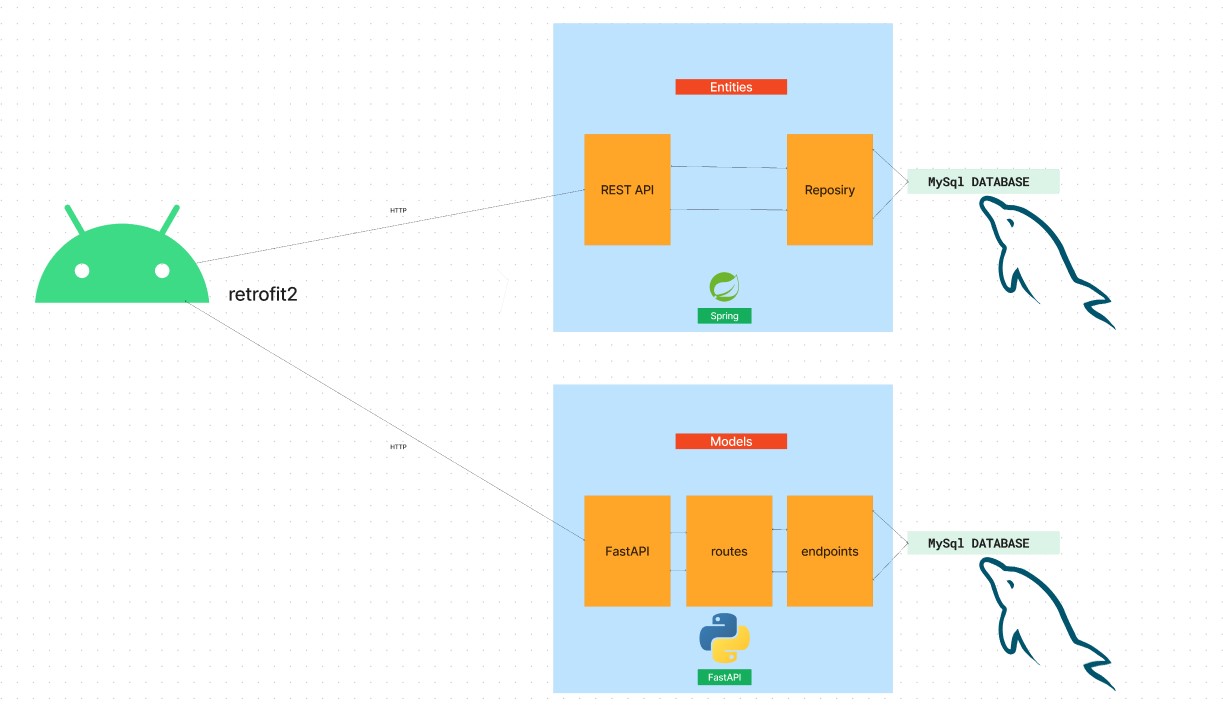 Entities
REST API
Reposiry
MySql DATABASE
HTTP
retrofit2
Spring
Models
HTTP
FastAPI
routes
endpoints
MySql DATABASE
FastAPI